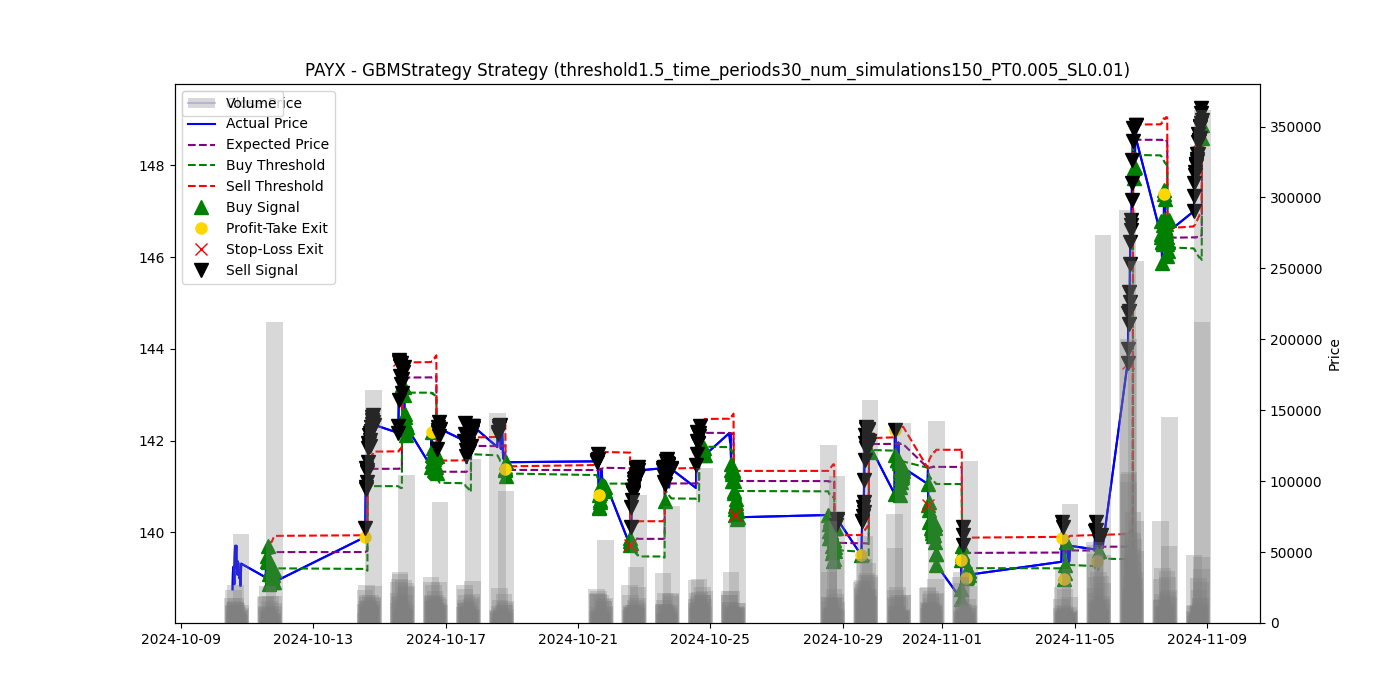 PAYX - GBMStrategy Strategy (threshold1.5_time_periods30_num_simulations150_PT0.005_SL0.01)
Volume
Actual Price
Expected Price
Buy Threshold
Sell Threshold
Buy Signal
Profit-Take Exit
Stop-Loss Exit
Sell Signal
148
146
144
142
140
350000
300000
250000
200000
150000
100000
50000
0
Price
2024-10-09
2024-10-13
2024-10-17
2024-10-21
2024-10-25
2024-10-29
2024-11-01
2024-11-05
2024-11-09